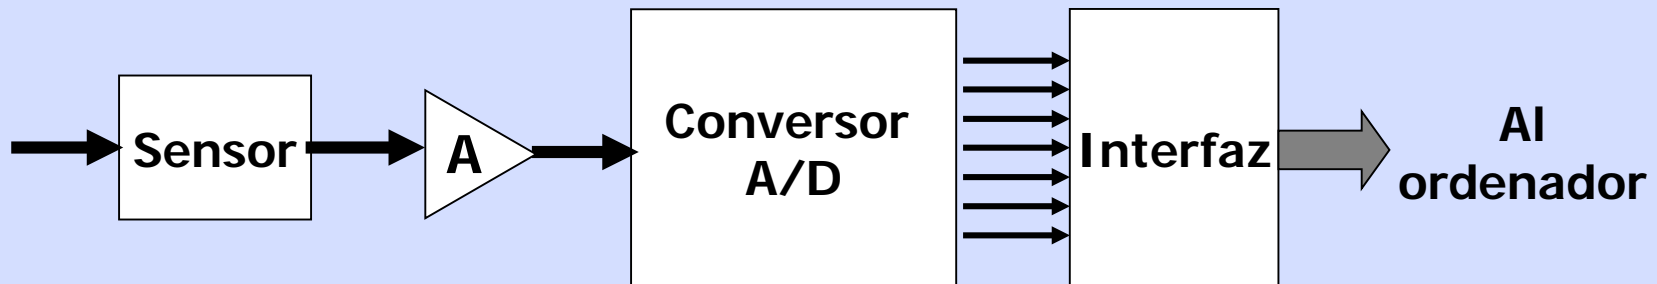 Sensor
A
Conversor
A/D
Interfaz
Al
ordenador